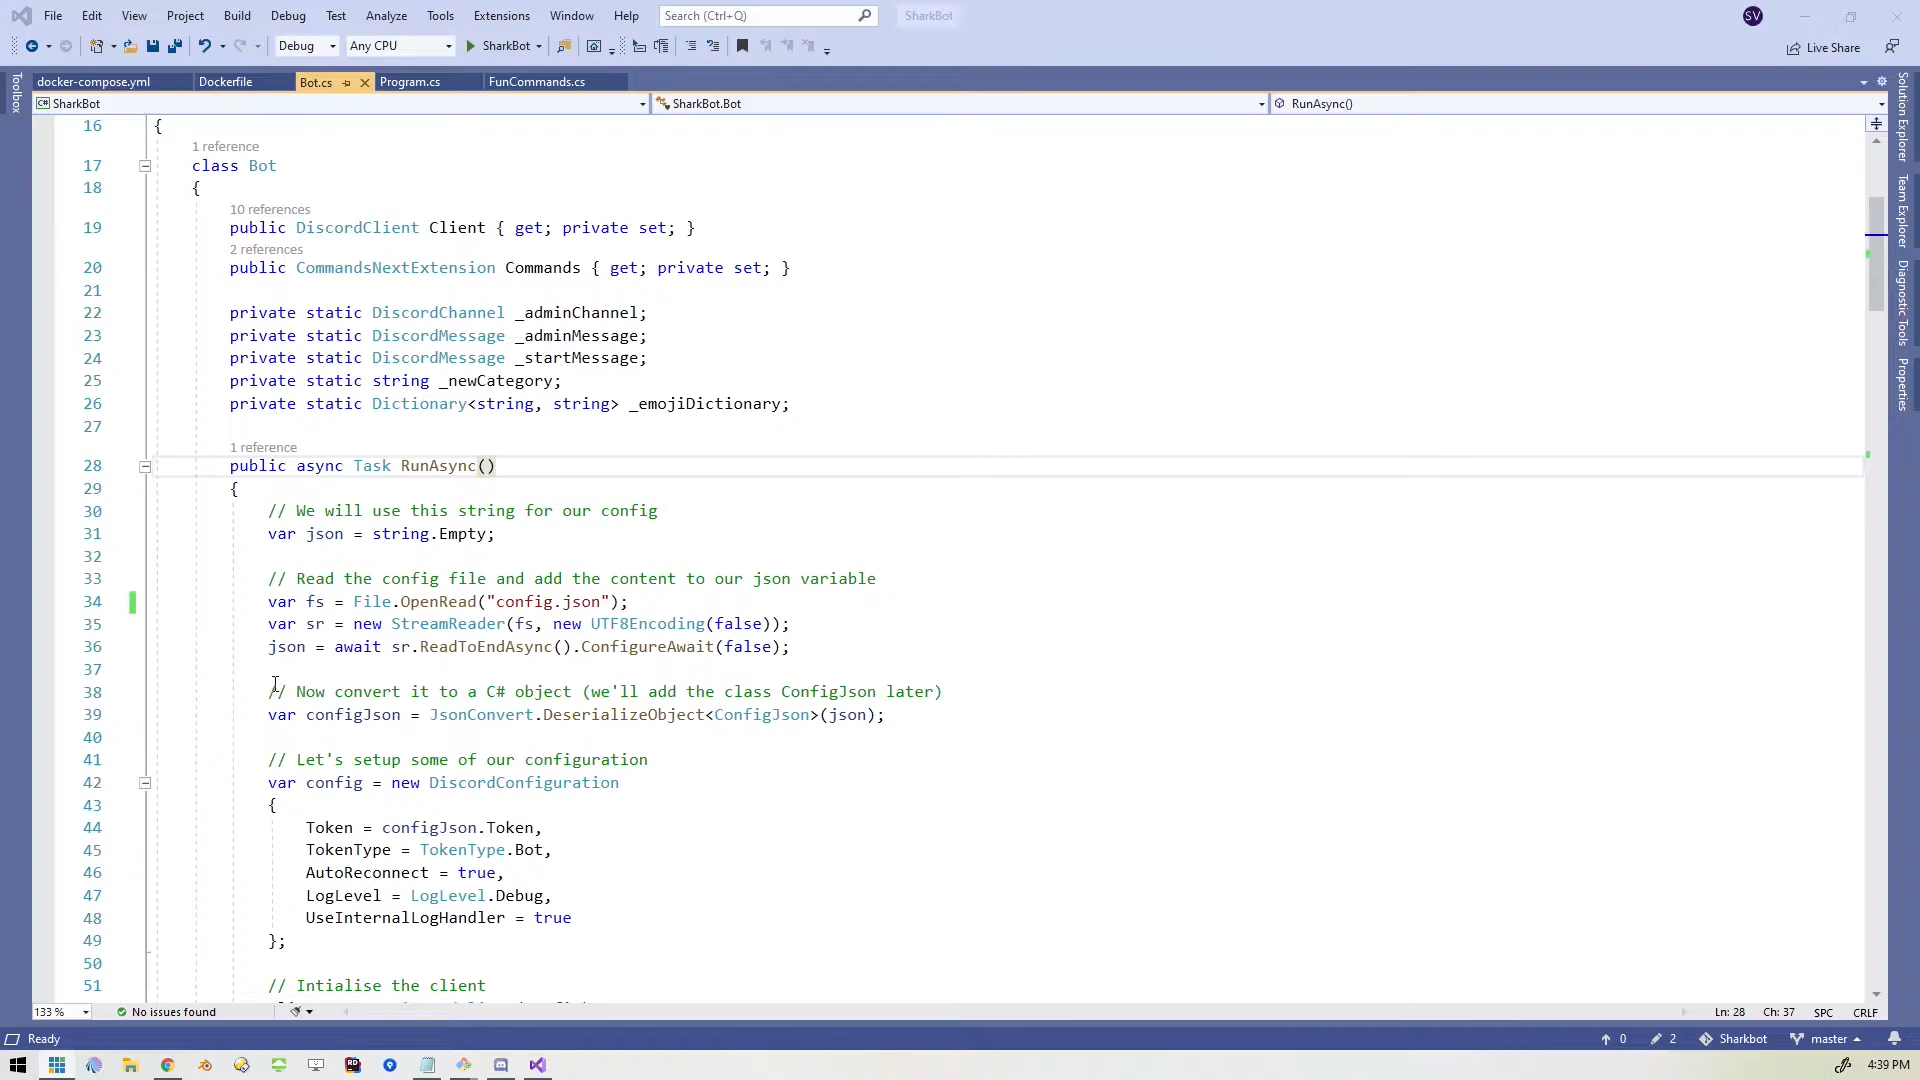 File Edit View Project Build Debug Test Analyze Tools Extensions Window Help Search (Ctrl+Q) SharkBot SV
Debug Any CPU SharkBot Live Share
docker-compose.yml Dockerfile Bot.cs Program.cs FunCommands.cs
SharkBot SharkBot.Bot RunAsync()
Toolbox
Solution Explorer
Team Explorer
Diagnostic Tools
Properties
16 {
1 reference
17 class Bot
18 {
10 references
19 public DiscordClient Client { get; private set; }
2 references
20 public CommandsNextExtension Commands { get; private set; }
21
22 private static DiscordChannel _adminChannel;
23 private static DiscordMessage _adminMessage;
24 private static DiscordMessage _startMessage;
25 private static string _newCategory;
26 private static Dictionary<string, string> _emojiDictionary;
27
1 reference
28 public async Task RunAsync()
29 {
30 // We will use this string for our config
31 var json = string.Empty;
32
33 // Read the config file and add the content to our json variable
34 var fs = File.OpenRead("config.json");
35 var sr = new StreamReader(fs, new UTF8Encoding(false));
36 json = await sr.ReadToEndAsync().ConfigureAwait(false);
37
38 // Now convert it to a C# object (we'll add the class ConfigJson later)
39 var configJson = JsonConvert.DeserializeObject<ConfigJson>(json);
40
41 // Let's setup some of our configuration
42 var config = new DiscordConfiguration
43 {
44 Token = configJson.Token,
45 TokenType = TokenType.Bot,
46 AutoReconnect = true,
47 LogLevel = LogLevel.Debug,
48 UseInternalLogHandler = true
49 };
50
51 // Intialise the client
133 % No issues found Ln: 28 Ch: 37 SPC CRLF
Ready 0 2 Sharkbot master
4:39 PM